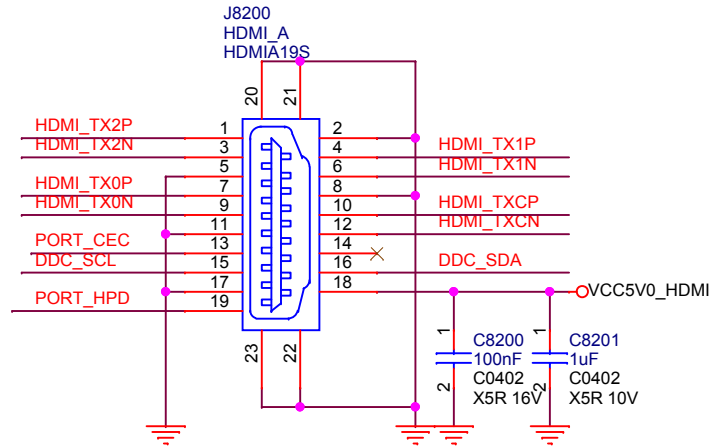 J8200
HDMI_A
HDMIA19S
20
21
HDMI_TX2P
1
2
HDMI_TX2N
3
4
HDMI_TX1P
5
6
HDMI_TX1N
HDMI_TX0P
7
8
HDMI_TX0N
9
10
HDMI_TXCP
11
12
HDMI_TXCN
PORT_CEC
13
14
DDC_SCL
15
16
DDC_SDA
17
18
VCC5V0_HDMI
PORT_HPD
19
23
22
1
C8200
100nF
2
C0402
X5R 16V
1
C8201
1uF
2
C0402
X5R 10V